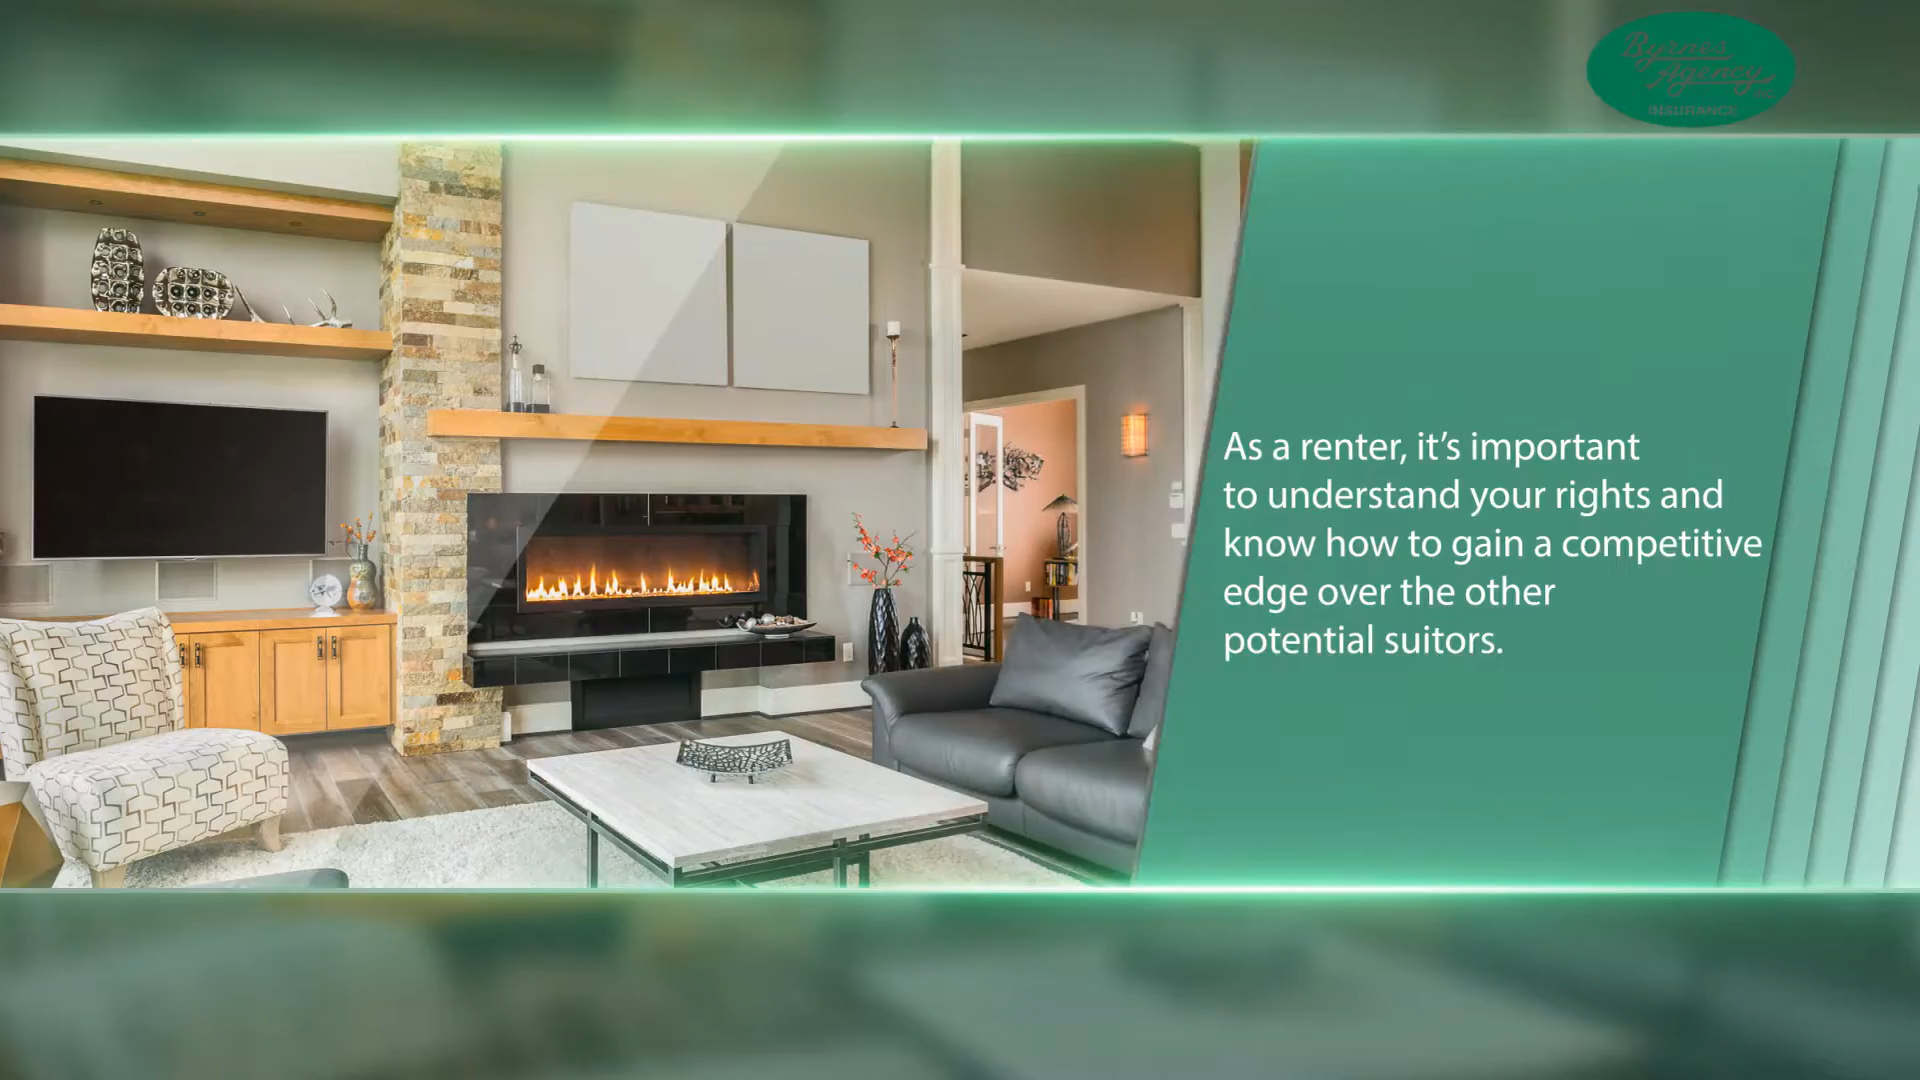 Byrnes
Agency
INSURANCE
As a renter, it’s important
to understand your rights and
know how to gain a competitive
edge over the other
potential suitors.